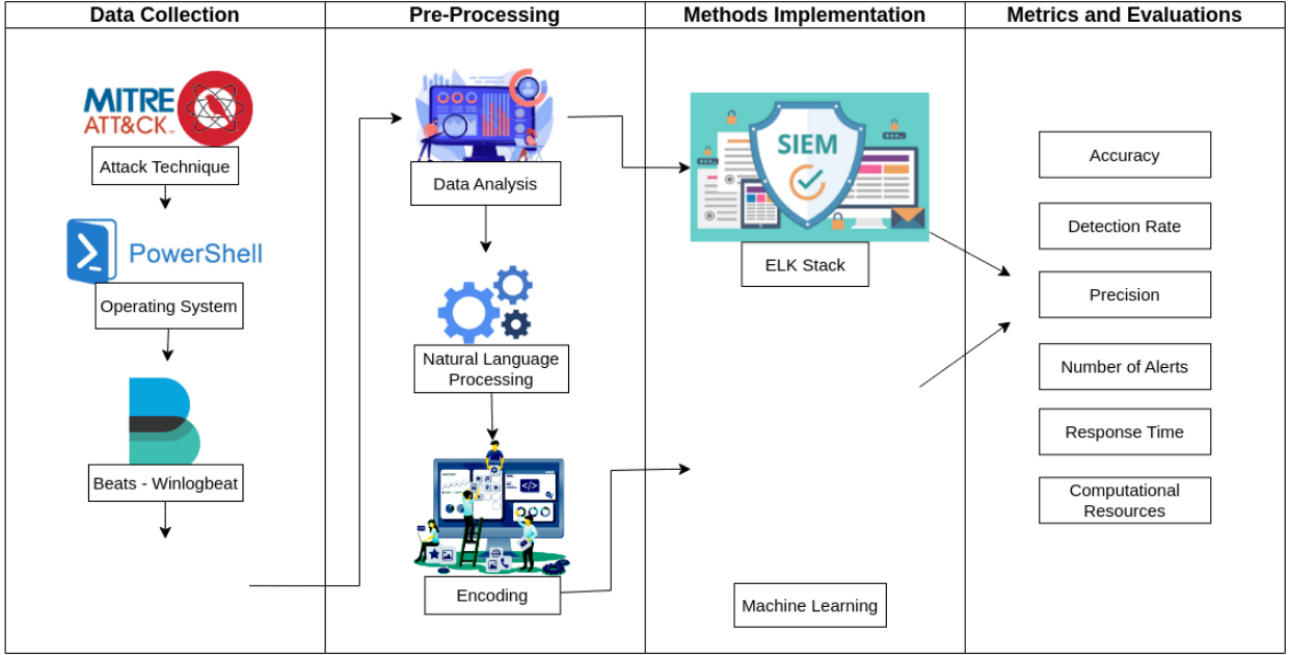 Data Collection
Pre-Processing
Methods Implementation
Metrics and Evaluations
MITRE
ATT&CK™
Attack Technique
PowerShell
Operating System
Beats - Winlogbeat
Data Analysis
Natural Language
Processing
</>
Encoding
SIEM
ELK Stack
Machine Learning
Accuracy
Detection Rate
Precision
Number of Alerts
Response Time
Computational
Resources